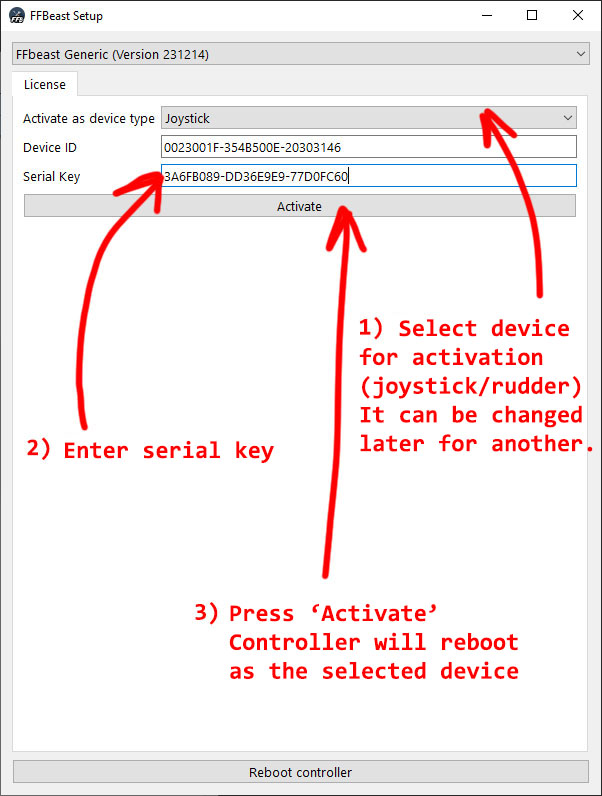 FFBeast Setup
FFbeast Generic (Version 231214)
License
Activate as device type Joystick
Device ID 0023001F-354B500E-20303146
Serial Key 3A6FB089-DD36E9E9-77D0FC60
Activate
1) Select device
for activation
(joystick/rudder)
It can be changed
later for another.
2) Enter serial key
3) Press ‘Activate’
Controller will reboot
as the selected device
Reboot controller